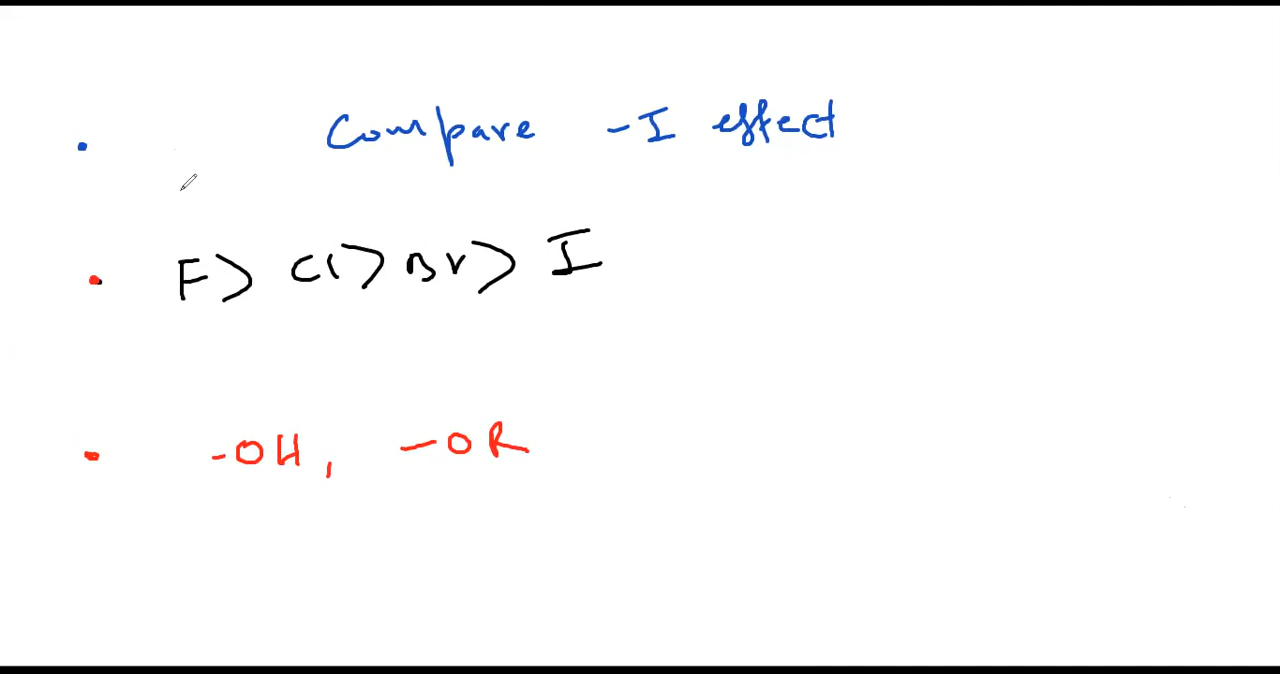 • Compare -I effect
• F> Cl> Br> I
• -OH, -OR